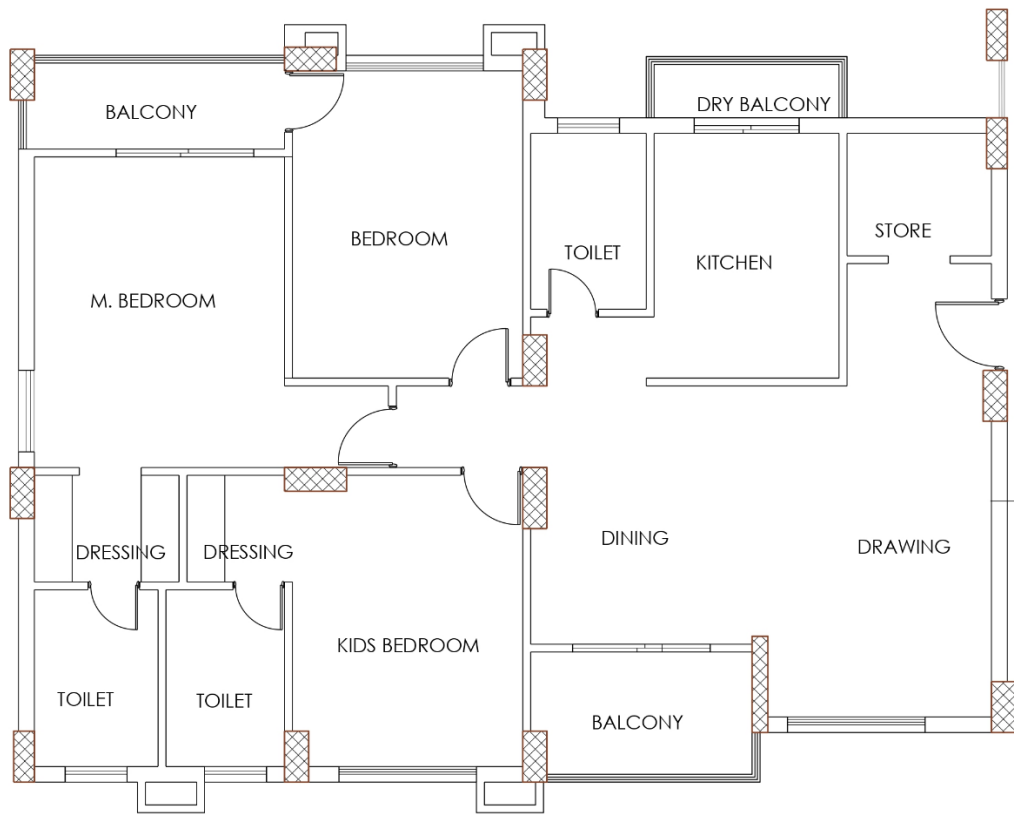 BALCONY
DRY BALCONY
BEDROOM
STORE
TOILET
KITCHEN
M. BEDROOM
DINING
DRAWING
DRESSING
DRESSING
KIDS BEDROOM
TOILET
TOILET
BALCONY